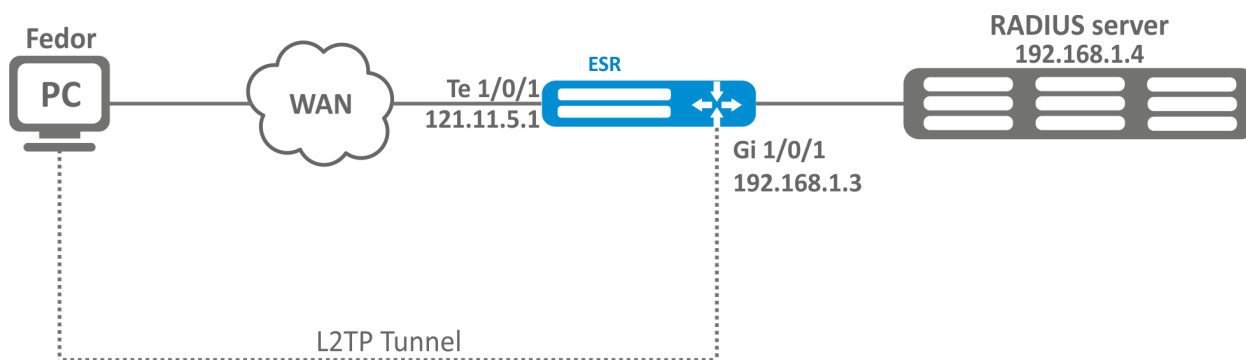 Fedor
PC
WAN
Te 1/0/1
121.11.5.1
ESR
Gi 1/0/1
192.168.1.3
RADIUS server
192.168.1.4
L2TP Tunnel